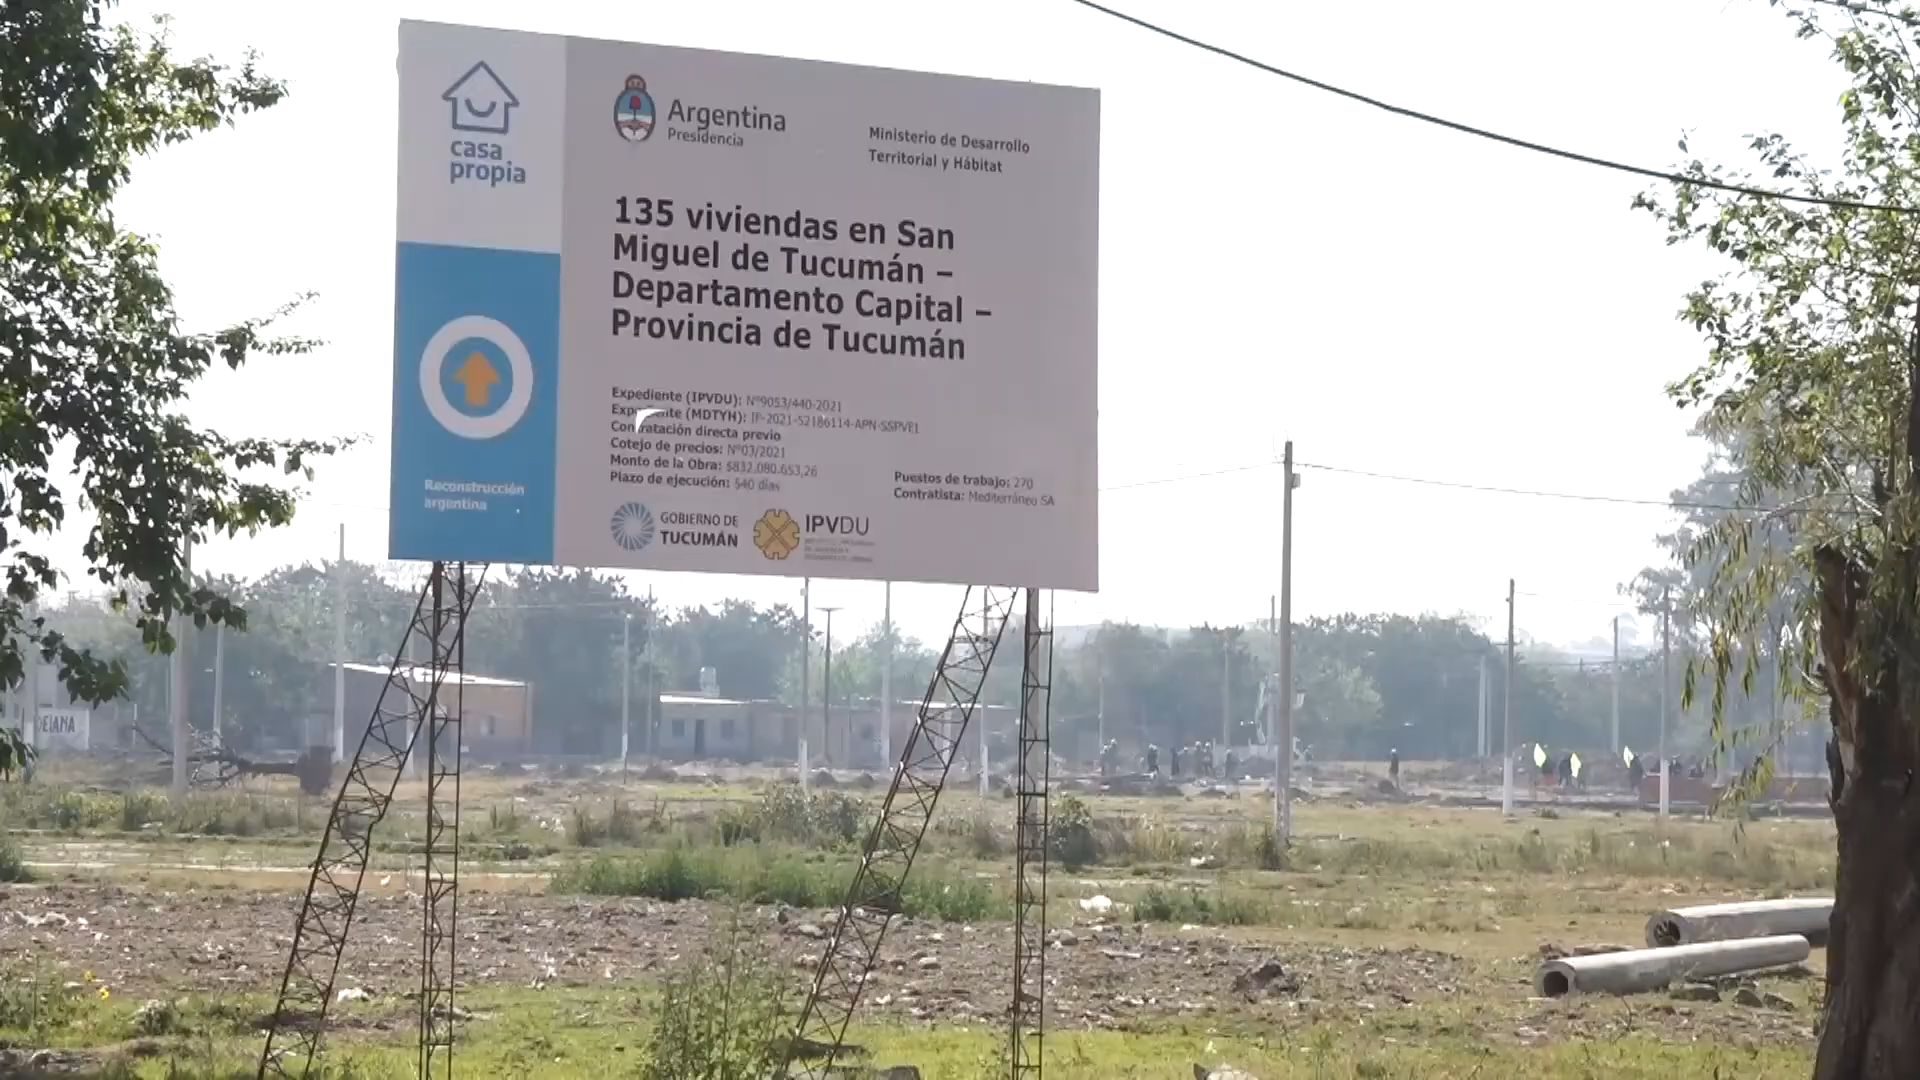 casa
propia
Argentina
Presidencia
Ministerio de Desarrollo
Territorial y Hábitat
135 viviendas en San
Miguel de Tucumán –
Departamento Capital –
Provincia de Tucumán
Expediente (IPVDU): Nº9053/440-2021
Expediente (MDTYH): IF-2021-52186114-APN-SSPVEI
Contratación directa previo
Cotejo de precios: Nº03/2021
Monto de la Obra: $832.080.653,26
Plazo de ejecución: 540 días
Puestos de trabajo: 270
Contratista: Mediterráneo SA
Reconstrucción
argentina
GOBIERNO DE
TUCUMÁN
IPVDU